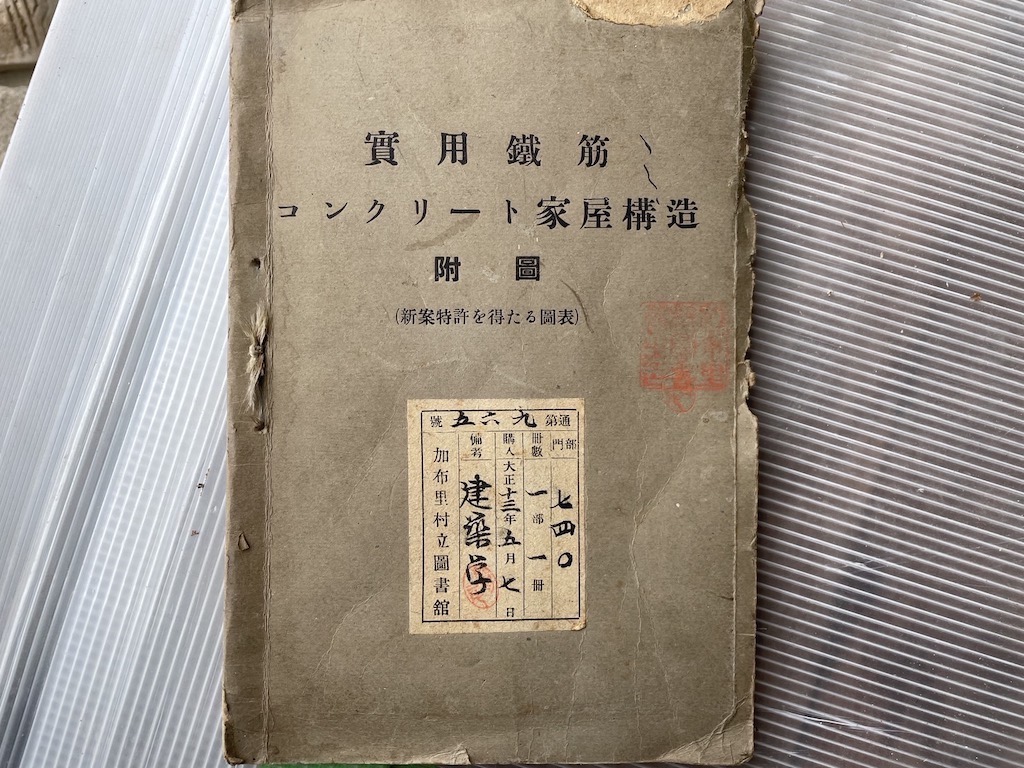 實用鐵筋
コンクリート家屋構造
附圖
(新案特許を得たる圖表)
通第九六五號
部門 七四〇
冊數 一部一冊
購入 大正十三年五月七日
備考 建築学
加布里村立圖書館